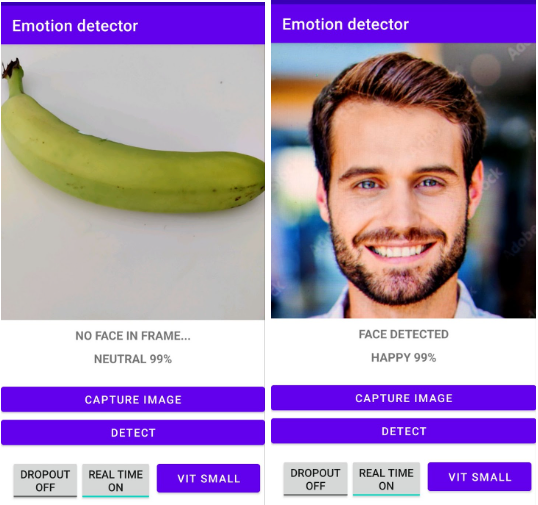 Emotion detector
NO FACE IN FRAME...
NEUTRAL 99%
CAPTURE IMAGE
DETECT
DROPOUT
OFF
REAL TIME
ON
VIT SMALL
Emotion detector
FACE DETECTED
HAPPY 99%
CAPTURE IMAGE
DETECT
DROPOUT
OFF
REAL TIME
ON
VIT SMALL